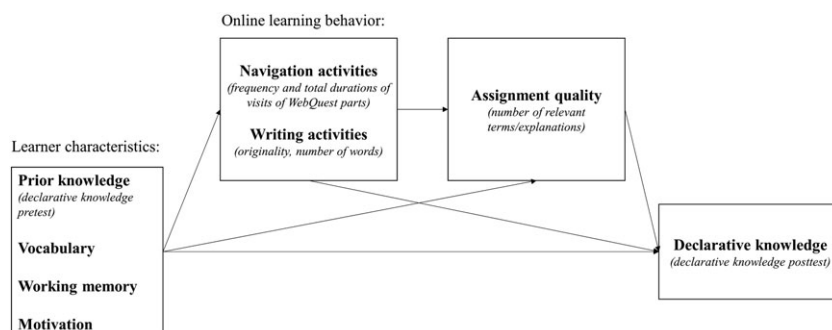 Online learning behavior:
Navigation activities
(frequency and total durations of
visits of WebQuest parts)
Writing activities
(originality, number of words)
Assignment quality
(number of relevant
terms/explanations)
Learner characteristics:
Prior knowledge
(declarative knowledge
pretest)
Vocabulary
Working memory
Motivation
Declarative knowledge
(declarative knowledge posttest)